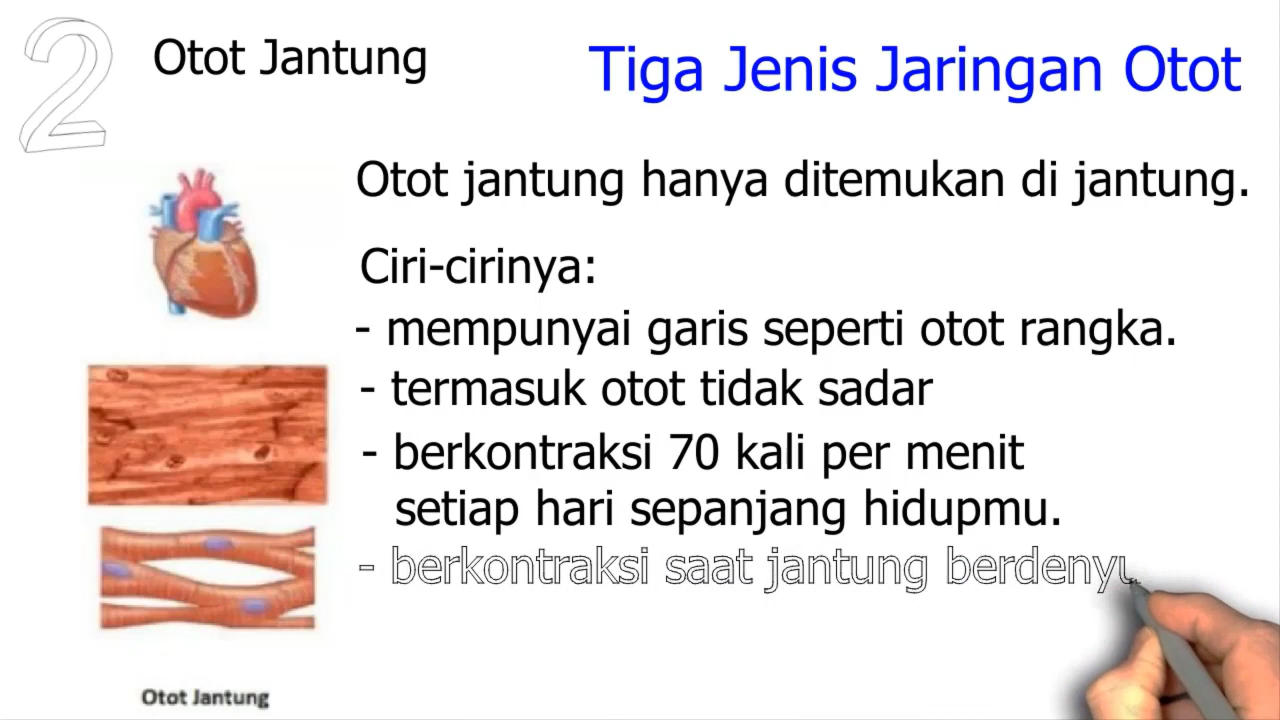 2
Otot Jantung
Tiga Jenis Jaringan Otot
Otot jantung hanya ditemukan di jantung.
Ciri-cirinya:
- mempunyai garis seperti otot rangka.
- termasuk otot tidak sadar
- berkontraksi 70 kali per menit
setiap hari sepanjang hidupmu.
- berkontraksi saat jantung berdenyu
Otot Jantung